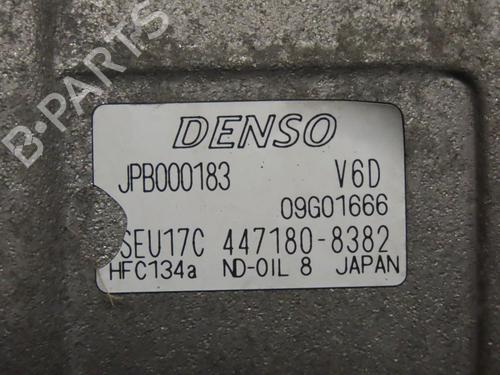 B-PARTS
DENSO
JPB000183 V6D
09G01666
SEU17C 447180-8382
HFC134a ND-OIL 8 JAPAN